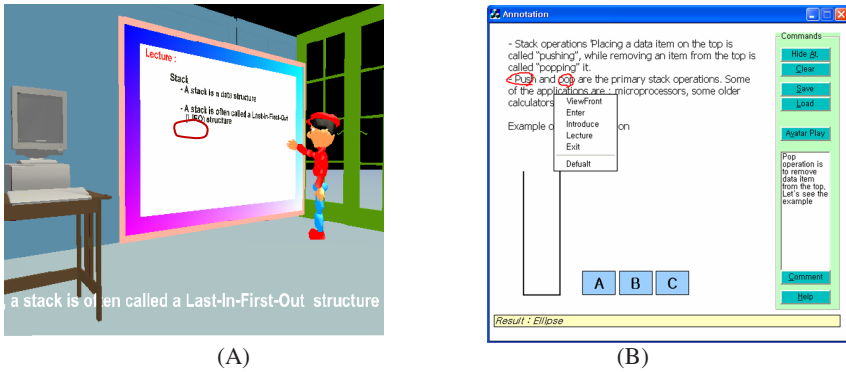 Lecture :
Stack
- A stack is a data structure
- A stack is often called a Last-In-First-Out
(LIFO) structure
, a stack is often called a Last-In-First-Out structure
(A)
Annotation
- Stack operations 'Placing a data item on the top is
called "pushing", while removing an item from the top is
called "popping" it.
- Push and pop are the primary stack operations. Some
of the applications are : microprocessors, some older
calculators
Example o on
ViewFront
Enter
Introduce
Lecture
Exit
Defualt
A B C
Result : Ellipse
Commands
Hide At.
Clear
Save
Load
Avatar Play
Pop
operation is
to remove
data item
from the top,
Let's see the
example
Comment
Help
(B)